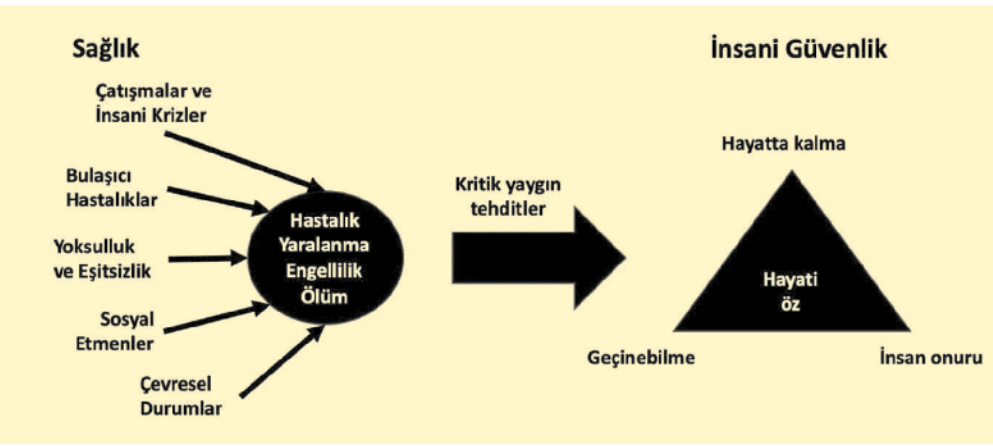 Sağlık
İnsani Güvenlik
Çatışmalar ve
İnsani Krizler
Bulaşıcı
Hastalıklar
Yoksulluk
ve Eşitsizlik
Sosyal
Etmenler
Çevresel
Durumlar
Hastalık
Yaralanma
Engellilik
Ölüm
Kritik yaygın
tehditler
Hayatta kalma
Hayati
öz
Geçinebilme
İnsan onuru